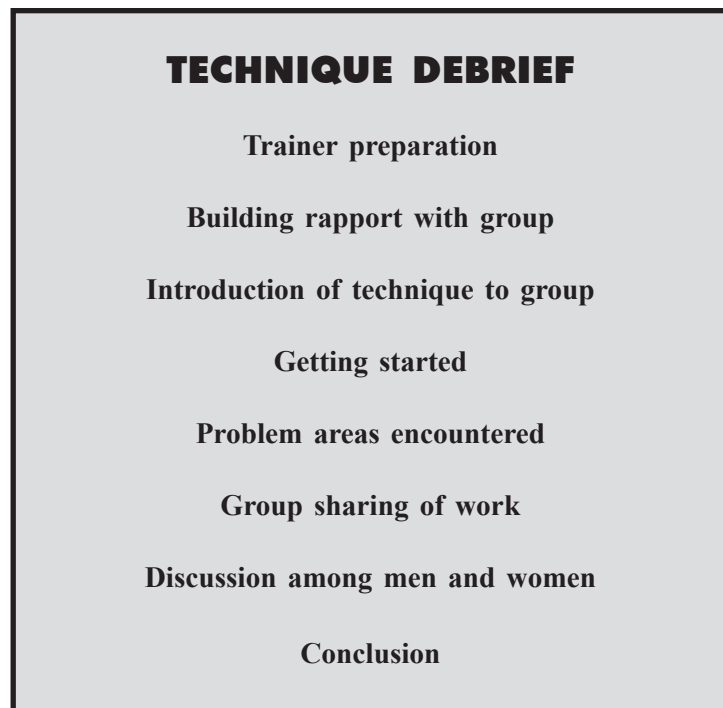 TECHNIQUE DEBRIEF
Trainer preparation
Building rapport with group
Introduction of technique to group
Getting started
Problem areas encountered
Group sharing of work
Discussion among men and women
Conclusion